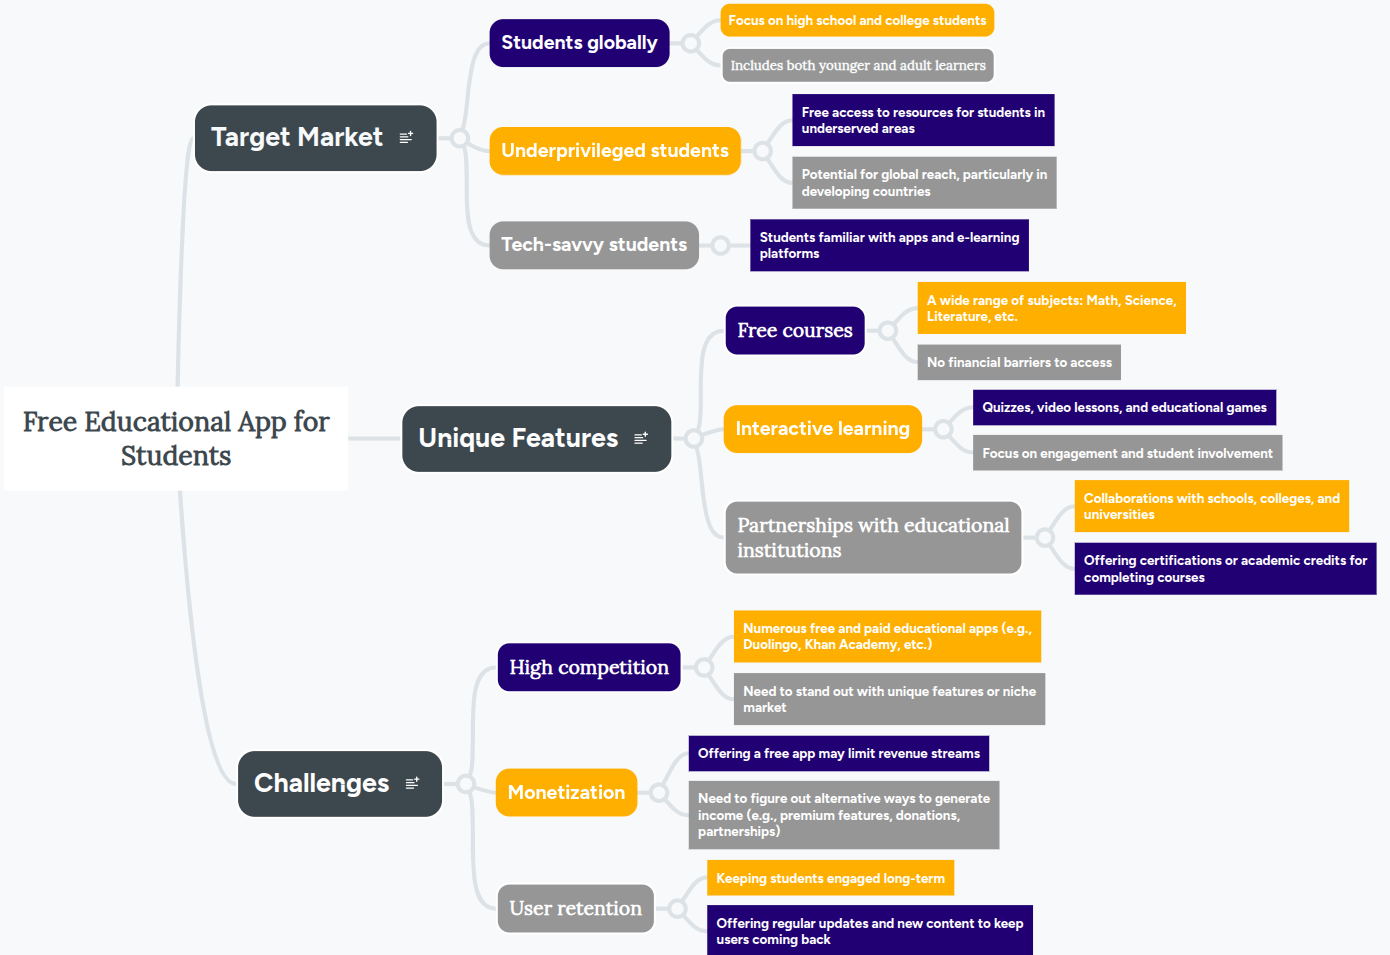 Free Educational App for
Students
Target Market
Students globally
Focus on high school and college students
Includes both younger and adult learners
Underprivileged students
Free access to resources for students in
underserved areas
Potential for global reach, particularly in
developing countries
Tech-savvy students
Students familiar with apps and e-learning
platforms
Unique Features
Free courses
A wide range of subjects: Math, Science,
Literature, etc.
No financial barriers to access
Interactive learning
Quizzes, video lessons, and educational games
Focus on engagement and student involvement
Partnerships with educational
institutions
Collaborations with schools, colleges, and
universities
Offering certifications or academic credits for
completing courses
Challenges
High competition
Numerous free and paid educational apps (e.g.,
Duolingo, Khan Academy, etc.)
Need to stand out with unique features or niche
market
Monetization
Offering a free app may limit revenue streams
Need to figure out alternative ways to generate
income (e.g., premium features, donations,
partnerships)
User retention
Keeping students engaged long-term
Offering regular updates and new content to keep
users coming back